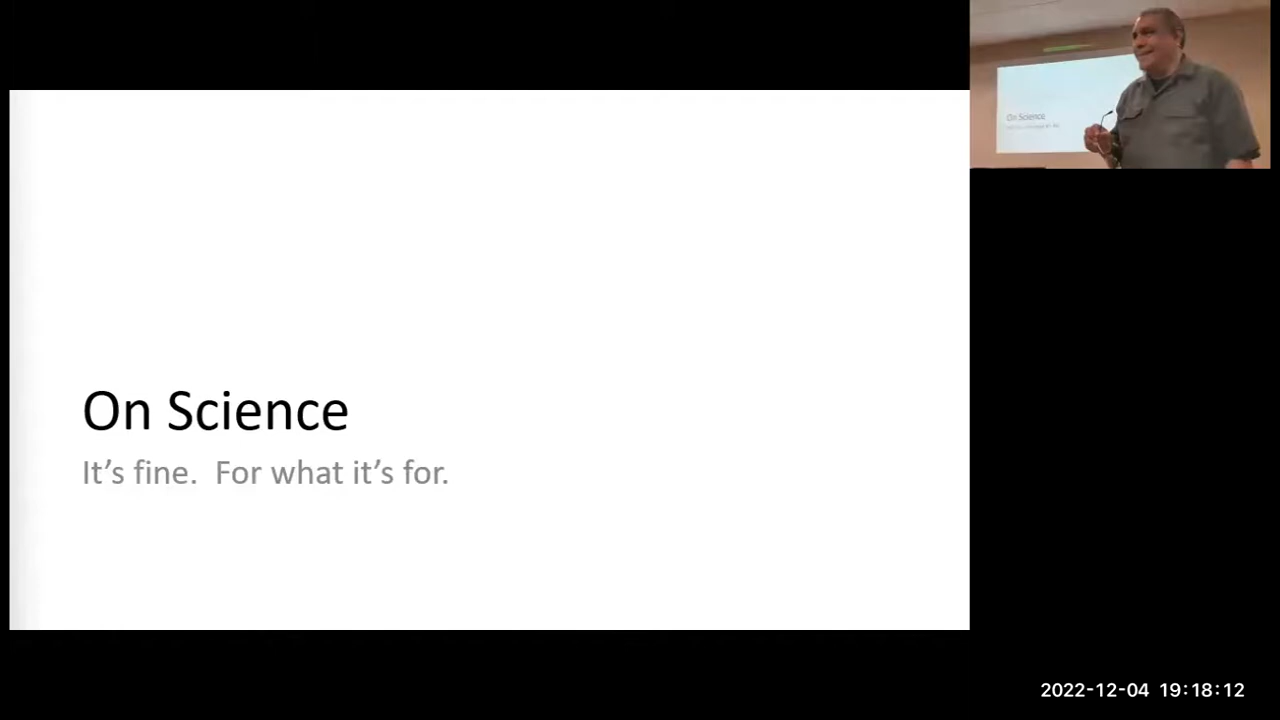 On Science
It’s fine.  For what it’s for.
On Science
2022-12-04 19:18:12